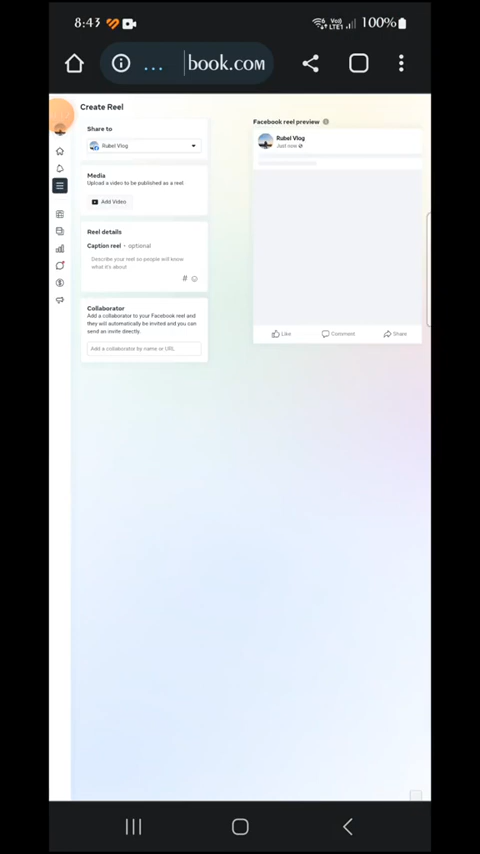 8:43
Vo))
LTE1
100%
... book.com
Create Reel
Share to
Rubel Vlog
Media
Upload a video to be published as a reel
Add Video
Reel details
Caption reel • optional
Describe your reel so people will know
what it's about
#
Collaborator
Add a collaborator to your Facebook reel and
they will automatically be invited and you can
send an invite directly.
Add a collaborator by name or URL
Facebook reel preview
Rubel Vlog
Just now
Like
Comment
Share